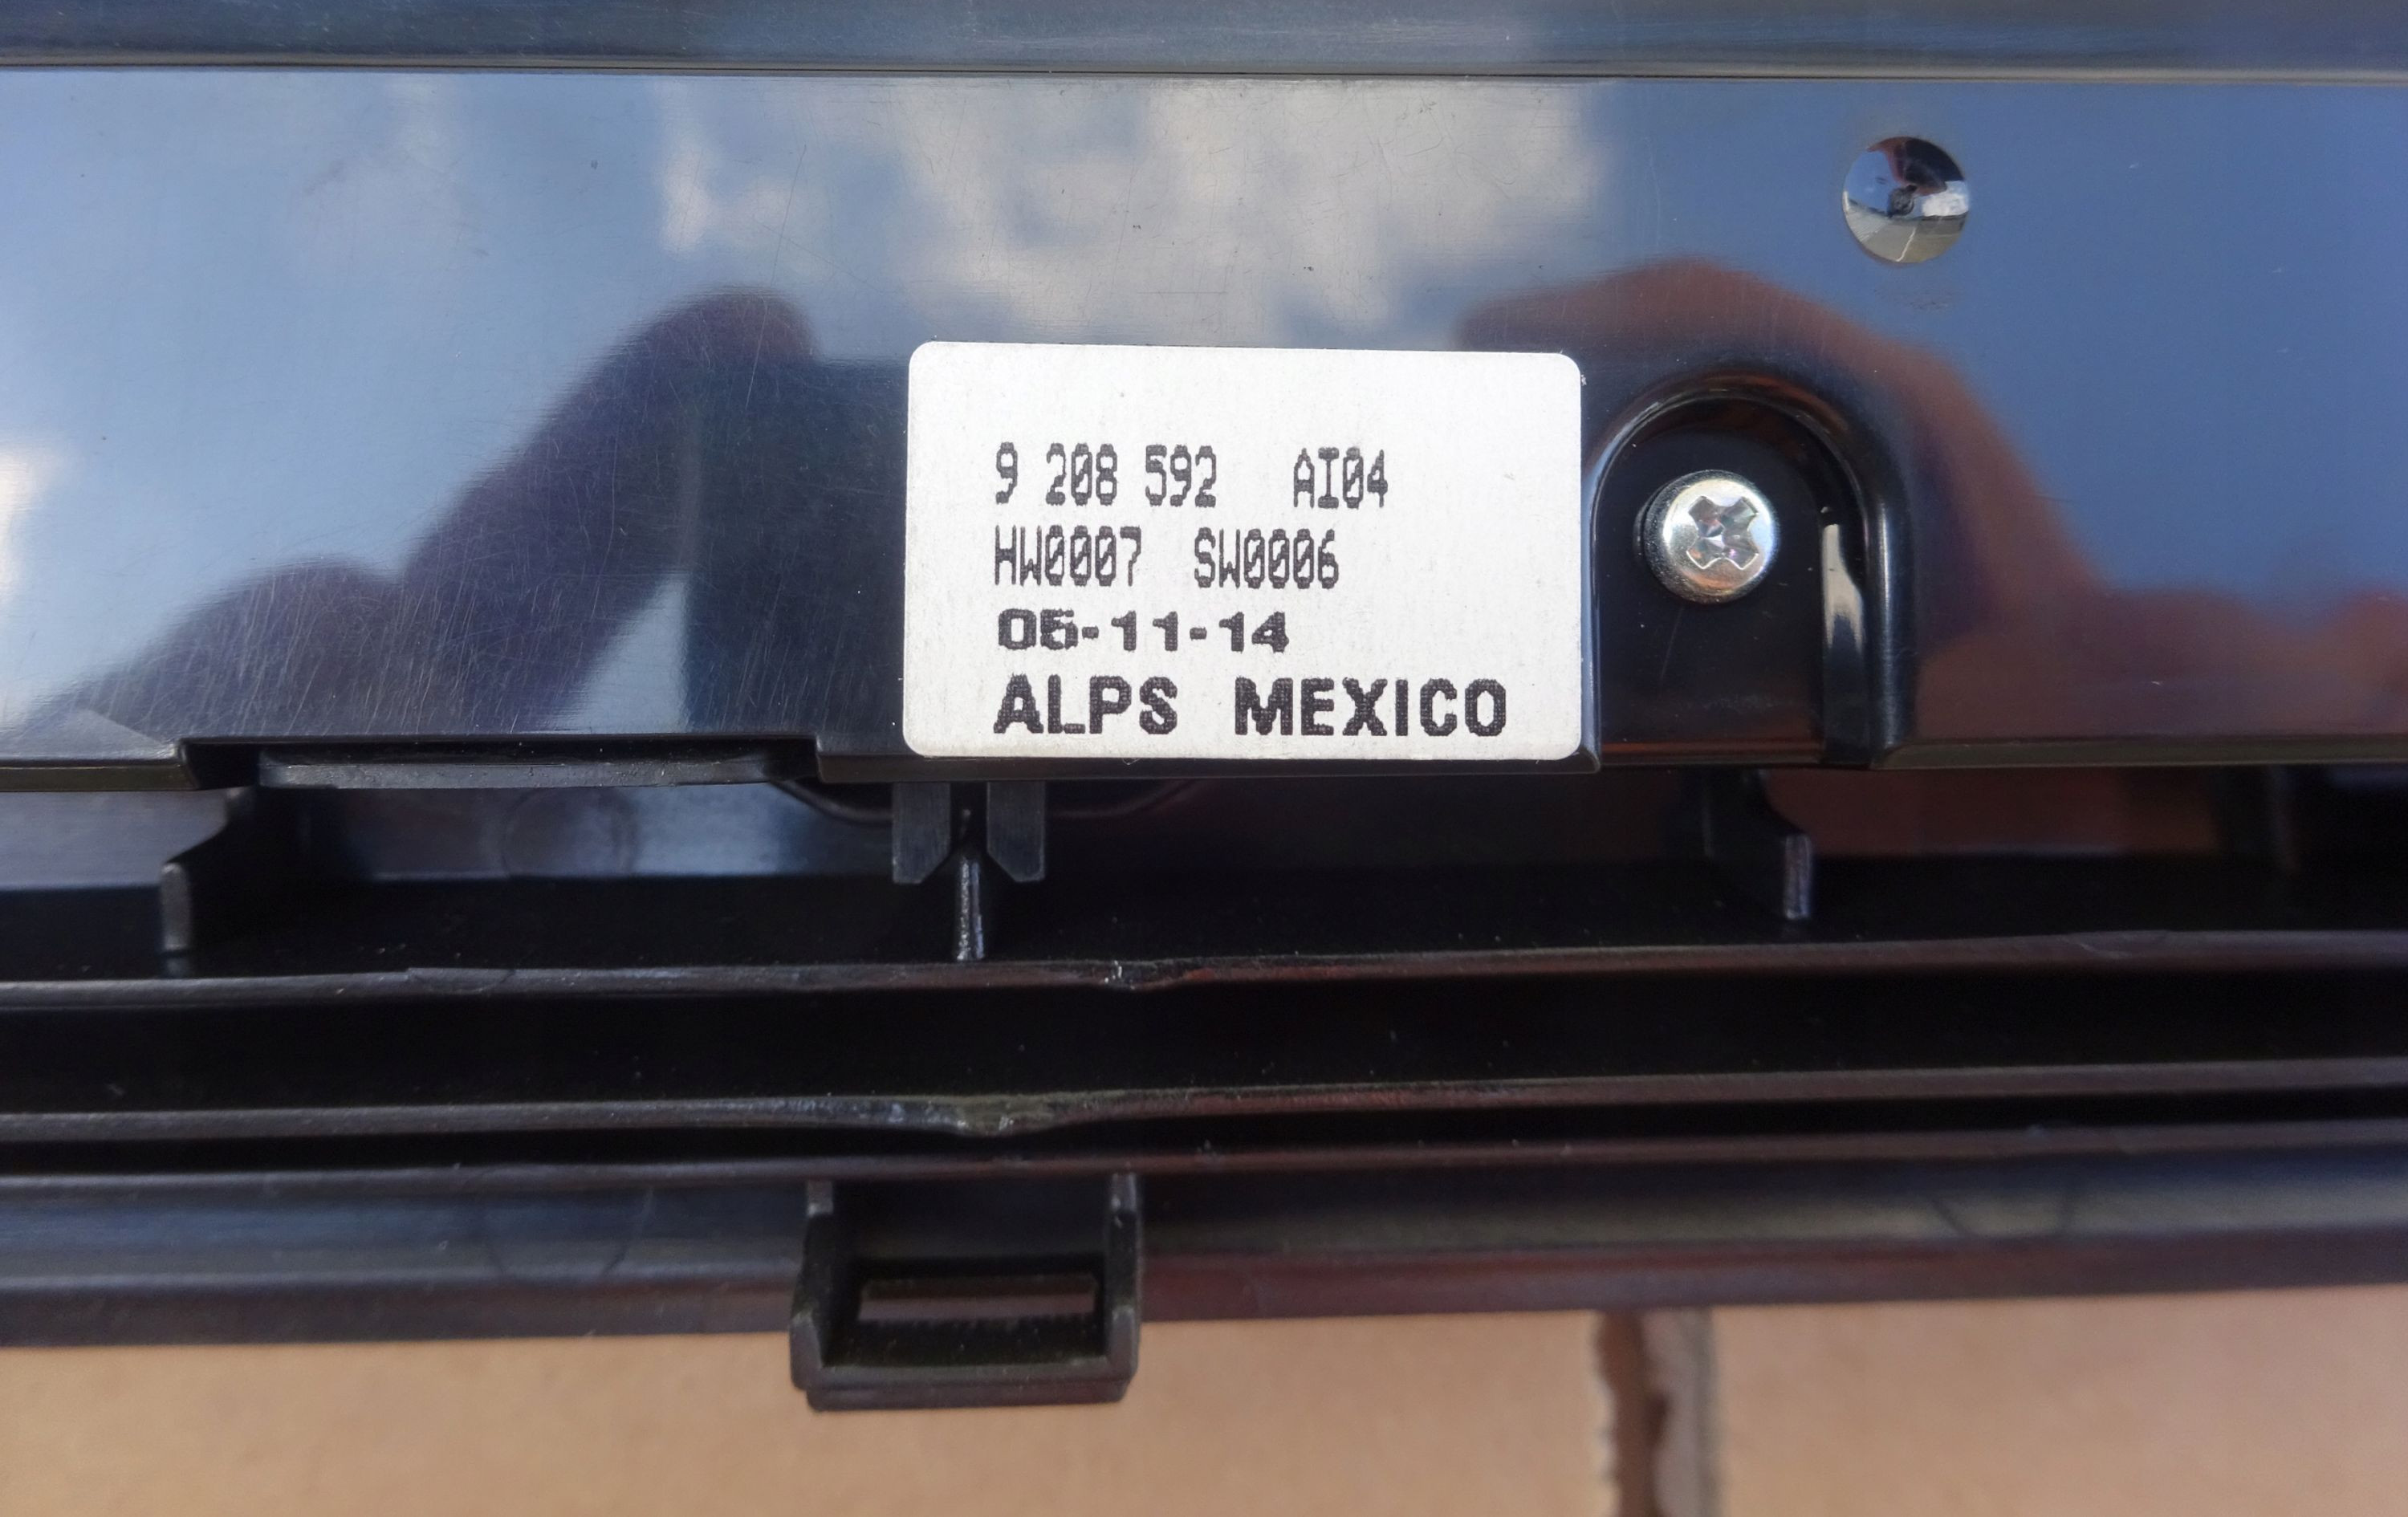 9 208 592 AI04
HW0007 SW0006
05-11-14
ALPS MEXICO